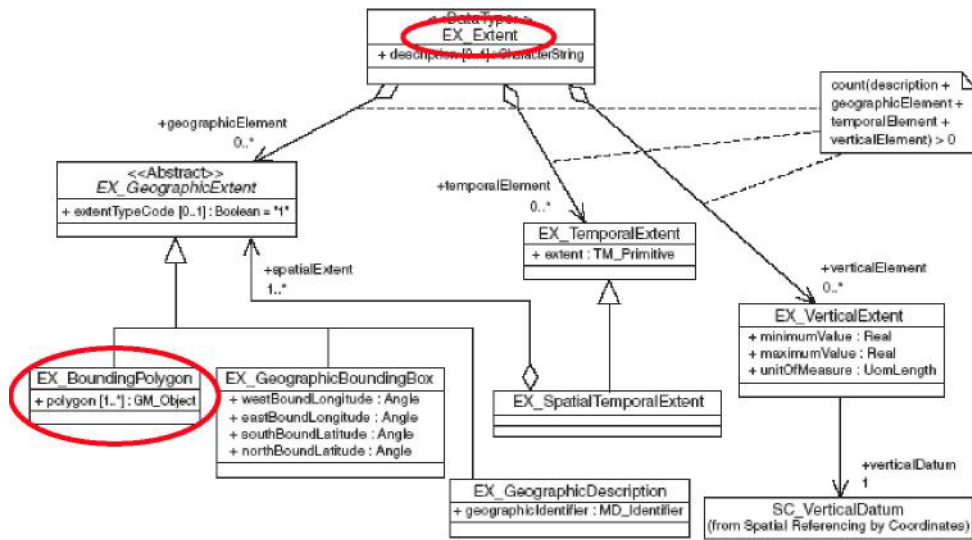 <<DataType>>
EX_Extent
+ description [0..1] : CharacterString
count(description +
geographicElement +
temporalElement +
verticalElement) > 0
+geographicElement
0..*
<<Abstract>>
EX_GeographicExtent
+ extentTypeCode [0..1] : Boolean = "1"
+temporalElement
0..*
EX_TemporalExtent
+ extent : TM_Primitive
+spatialExtent
1..*
+verticalElement
0..*
EX_VerticalExtent
+ minimumValue : Real
+ maximumValue : Real
+ unitOfMeasure : UomLength
EX_BoundingPolygon
+ polygon [1..*] : GM_Object
EX_GeographicBoundingBox
+ westBoundLongitude : Angle
+ eastBoundLongitude : Angle
+ southBoundLatitude : Angle
+ northBoundLatitude : Angle
EX_SpatialTemporalExtent
EX_GeographicDescription
+ geographicIdentifier : MD_Identifier
+verticalDatum
1
SC_VerticalDatum
(from Spatial Referencing by Coordinates)